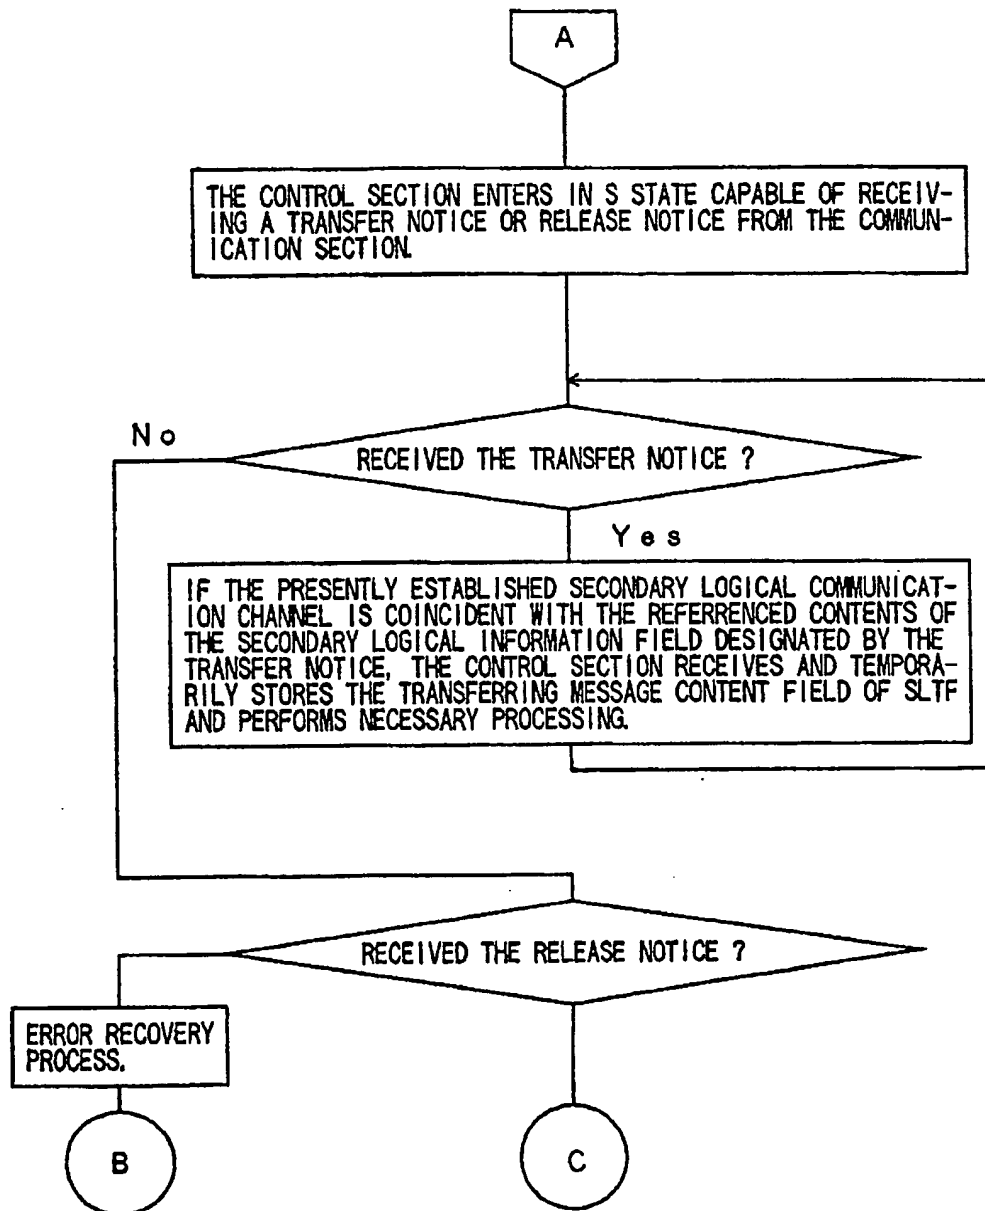 A
THE CONTROL SECTION ENTERS IN S STATE CAPABLE OF RECEIV-
ING A TRANSFER NOTICE OR RELEASE NOTICE FROM THE COMMUN-
ICATION SECTION.
No
RECEIVED THE TRANSFER NOTICE ?
Yes
IF THE PRESENTLY ESTABLISHED SECONDARY LOGICAL COMMUNICAT-
ION CHANNEL IS COINCIDENT WITH THE REFERRENCED CONTENTS OF
THE SECONDARY LOGICAL INFORMATION FIELD DESIGNATED BY THE
TRANSFER NOTICE, THE CONTROL SECTION RECEIVES AND TEMPORA-
RILY STORES THE TRANSFERRING MESSAGE CONTENT FIELD OF SLTF
AND PERFORMS NECESSARY PROCESSING.
RECEIVED THE RELEASE NOTICE ?
ERROR RECOVERY
PROCESS.
B
C